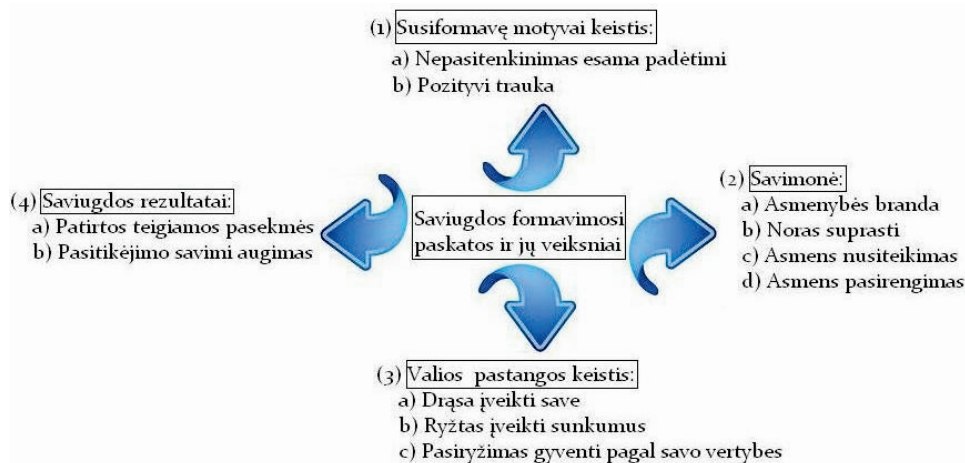 (1) Susiformavę motyvai keistis:
a) Nepasitenkinimas esama padėtimi
b) Pozityvi trauka
(2) Savimonė:
a) Asmenybės branda
b) Noras suprasti
c) Asmens nusiteikimas
d) Asmens pasirengimas
(4) Saviugdos rezultatai:
a) Patirtos teigiamos pasekmės
b) Pasitikėjimo savimi augimas
Saviugdos formavimosi
paskatos ir jų veiksniai
(3) Valios pastangos keistis:
a) Drąsa įveikti save
b) Ryžtas įveikti sunkumus
c) Pasiryžimas gyventi pagal savo vertybes